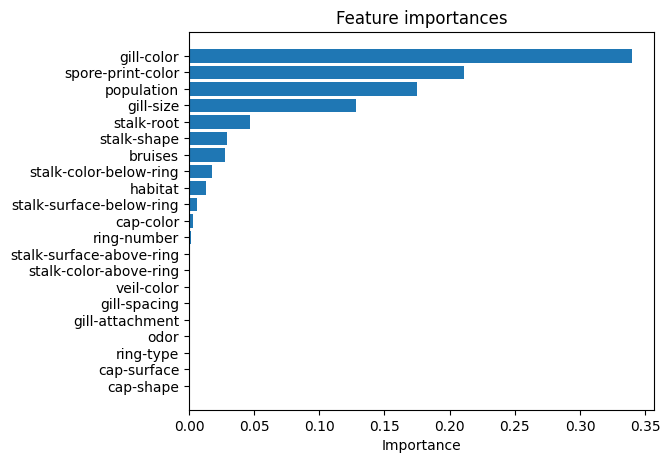 Feature importances
gill-color
spore-print-color
population
gill-size
stalk-root
stalk-shape
bruises
stalk-color-below-ring
habitat
stalk-surface-below-ring
cap-color
ring-number
stalk-surface-above-ring
stalk-color-above-ring
veil-color
gill-spacing
gill-attachment
odor
ring-type
cap-surface
cap-shape
0.00 0.05 0.10 0.15 0.20 0.25 0.30 0.35
Importance